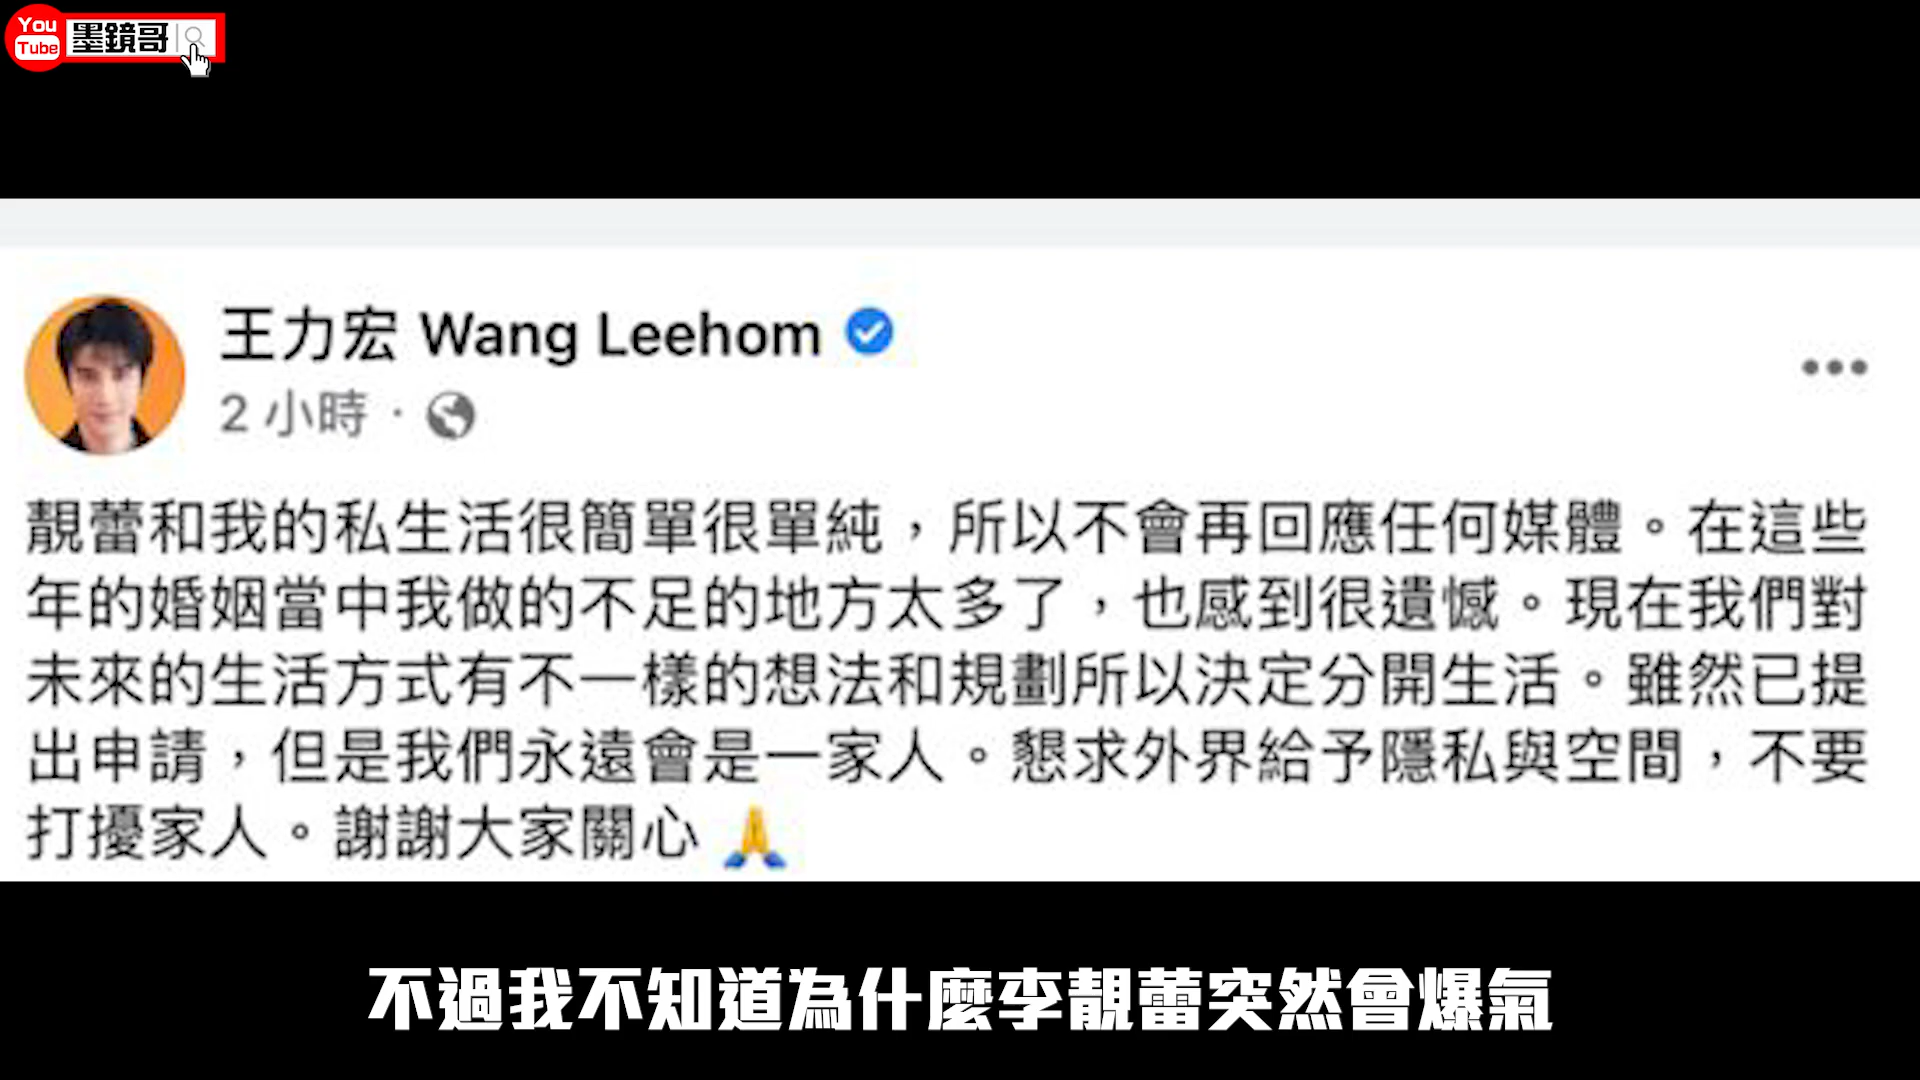 You
Tube
墨鏡哥
王力宏 Wang Leehom
2 小時 ·
靚蕾和我的私生活很簡單很單純，所以不會再回應任何媒體。在這些
年的婚姻當中我做的不足的地方太多了，也感到很遺憾。現在我們對
未來的生活方式有不一樣的想法和規劃所以決定分開生活。雖然已提
出申請，但是我們永遠會是一家人。懇求外界給予隱私與空間，不要
打擾家人。謝謝大家關心 🙏
不過我不知道為什麼李靚蕾突然會爆氣